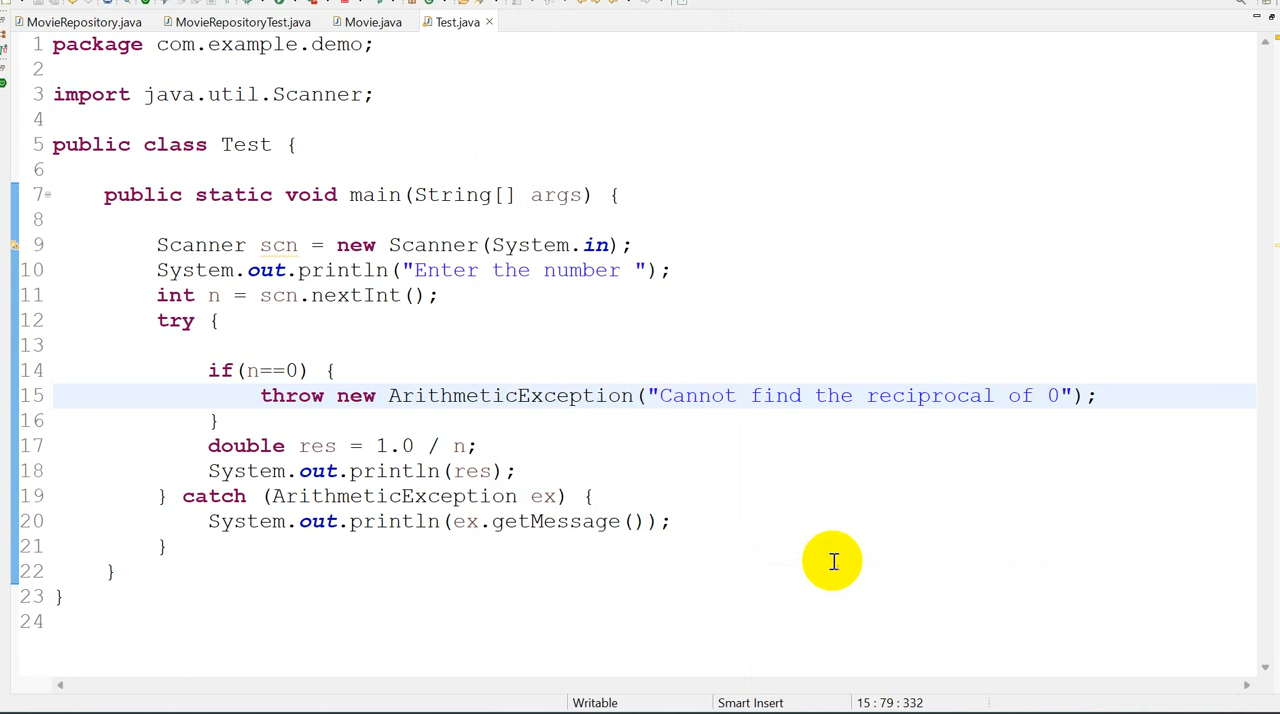 MovieRepository.java MovieRepositoryTest.java Movie.java Test.java
1 package com.example.demo;
2
3 import java.util.Scanner;
4
5 public class Test {
6
7 public static void main(String[] args) {
8
9 Scanner scn = new Scanner(System.in);
10 System.out.println("Enter the number ");
11 int n = scn.nextInt();
12 try {
13
14 if(n==0) {
15 throw new ArithmeticException("Cannot find the reciprocal of 0");
16 }
17 double res = 1.0 / n;
18 System.out.println(res);
19 } catch (ArithmeticException ex) {
20 System.out.println(ex.getMessage());
21 }
22 }
23 }
24
Writable Smart Insert 15 : 79 : 332